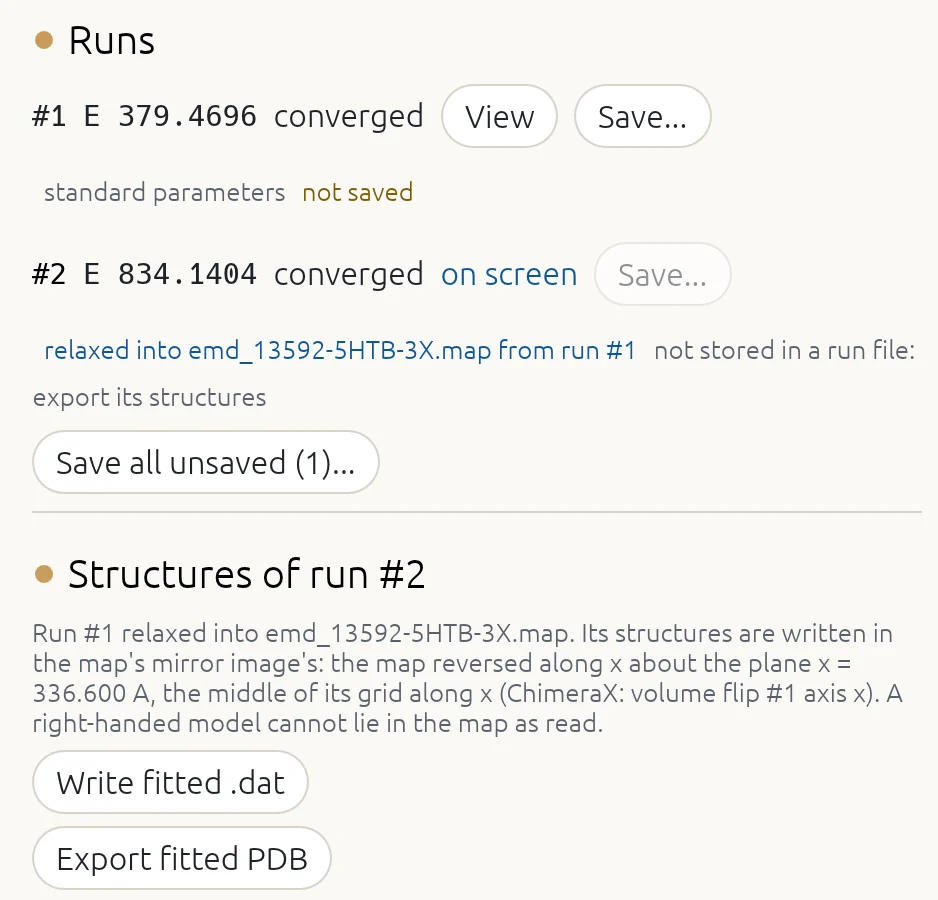 Runs
#1 E 379.4696 converged View Save...
standard parameters not saved
#2 E 834.1404 converged on screen Save...
relaxed into emd_13592-5HTB-3X.map from run #1 not stored in a run file:
export its structures
Save all unsaved (1)...
Structures of run #2
Run #1 relaxed into emd_13592-5HTB-3X.map. Its structures are written in
the map's mirror image's: the map reversed along x about the plane x =
336.600 A, the middle of its grid along x (ChimeraX: volume flip #1 axis x). A
right-handed model cannot lie in the map as read.
Write fitted .dat
Export fitted PDB